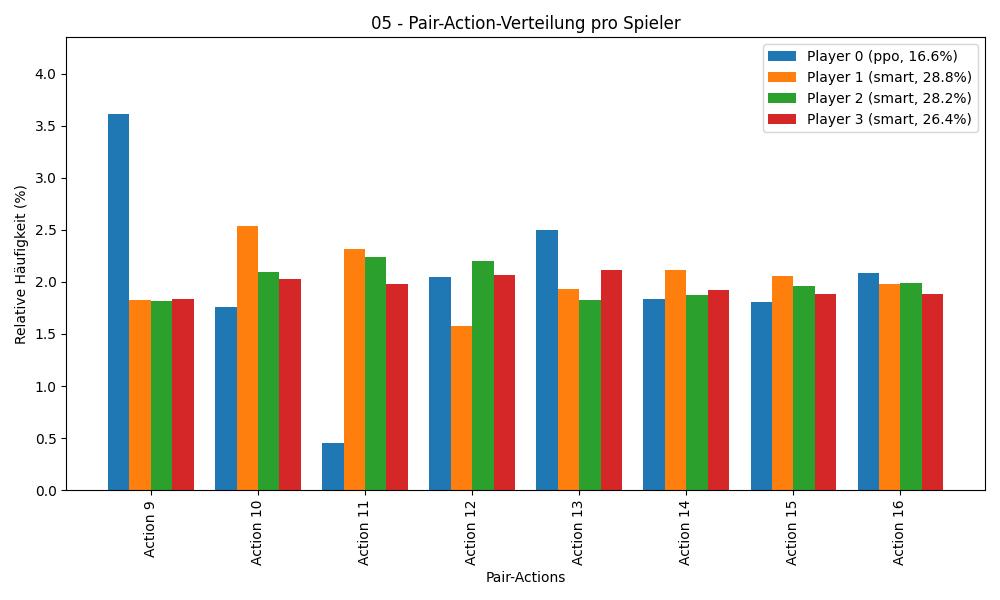 05 - Pair-Action-Verteilung pro Spieler
Player 0 (ppo, 16.6%)
Player 1 (smart, 28.8%)
Player 2 (smart, 28.2%)
Player 3 (smart, 26.4%)
Relative Häufigkeit (%)
4.0
3.5
3.0
2.5
2.0
1.5
1.0
0.5
0.0
Action 9
Action 10
Action 11
Action 12
Action 13
Action 14
Action 15
Action 16
Pair-Actions